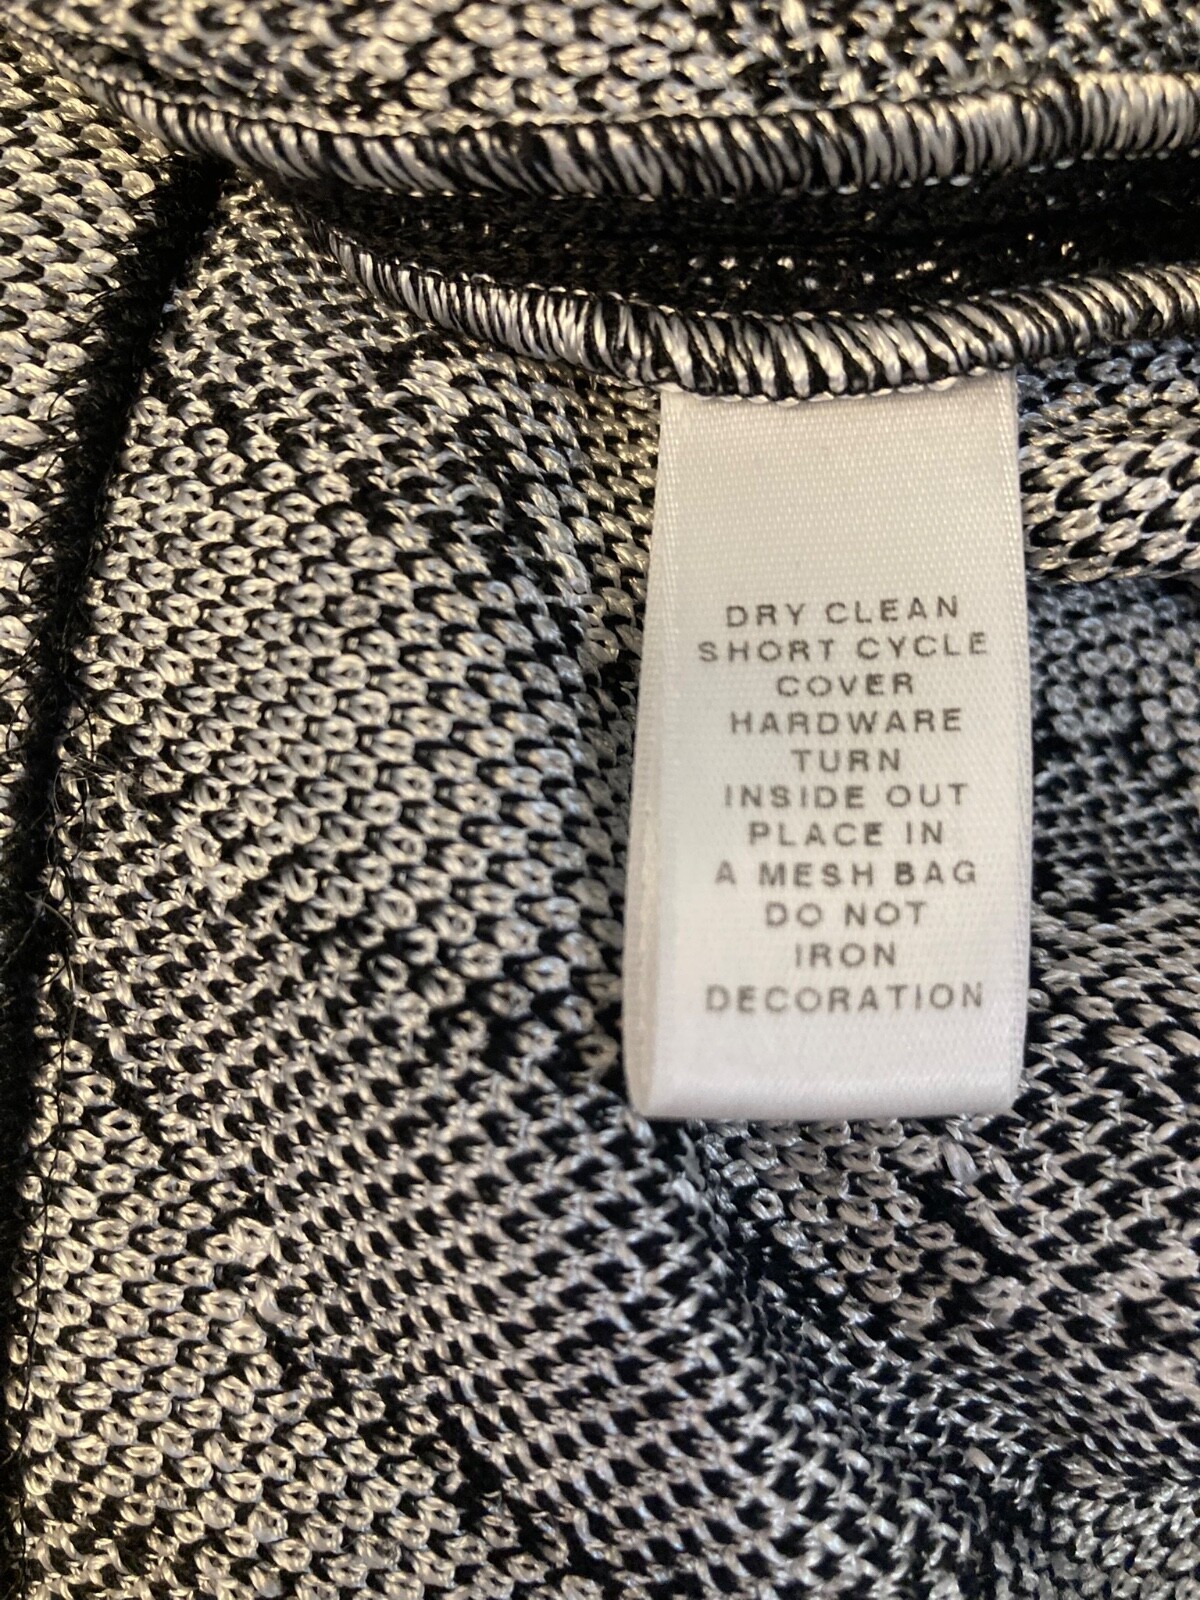 DRY CLEAN
SHORT CYCLE
COVER
HARDWARE
TURN
INSIDE OUT
PLACE IN
A MESH BAG
DO NOT
IRON
DECORATION